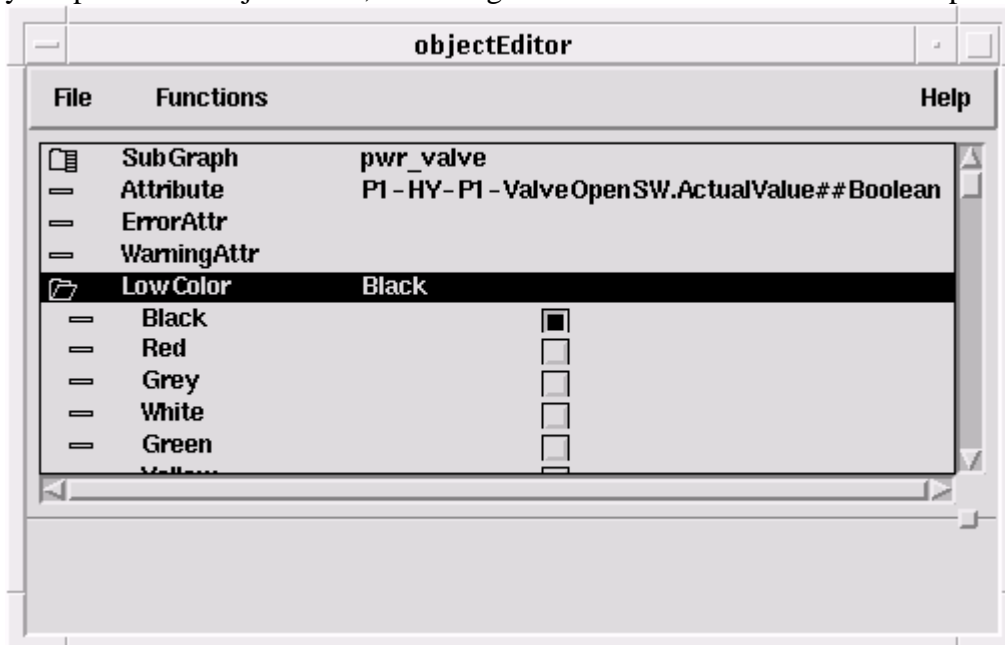 objectEditor
File Functions Help
SubGraph pwr_valve
Attribute P1-HY-P1-ValveOpenSW.ActualValue##Boolean
ErrorAttr
WarningAttr
LowColor Black
Black
Red
Grey
White
Green